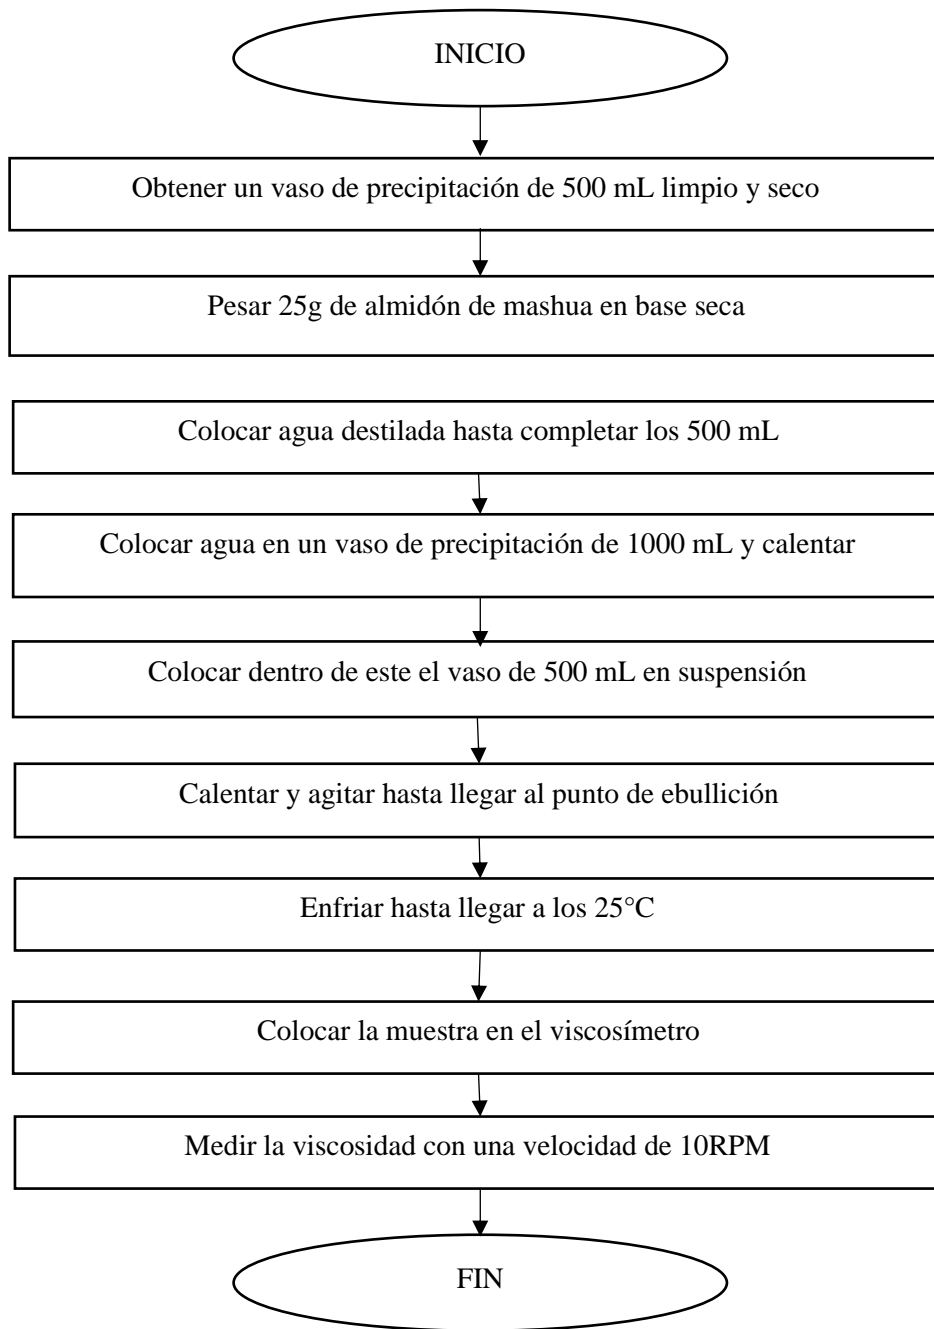 INICIO
Obtener un vaso de precipitación de 500 mL limpio y seco
Pesar 25g de almidón de mashua en base seca
Colocar agua destilada hasta completar los 500 mL
Colocar agua en un vaso de precipitación de 1000 mL y calentar
Colocar dentro de este el vaso de 500 mL en suspensión
Calentar y agitar hasta llegar al punto de ebullición
Enfriar hasta llegar a los 25°C
Colocar la muestra en el viscosímetro
Medir la viscosidad con una velocidad de 10RPM
FIN